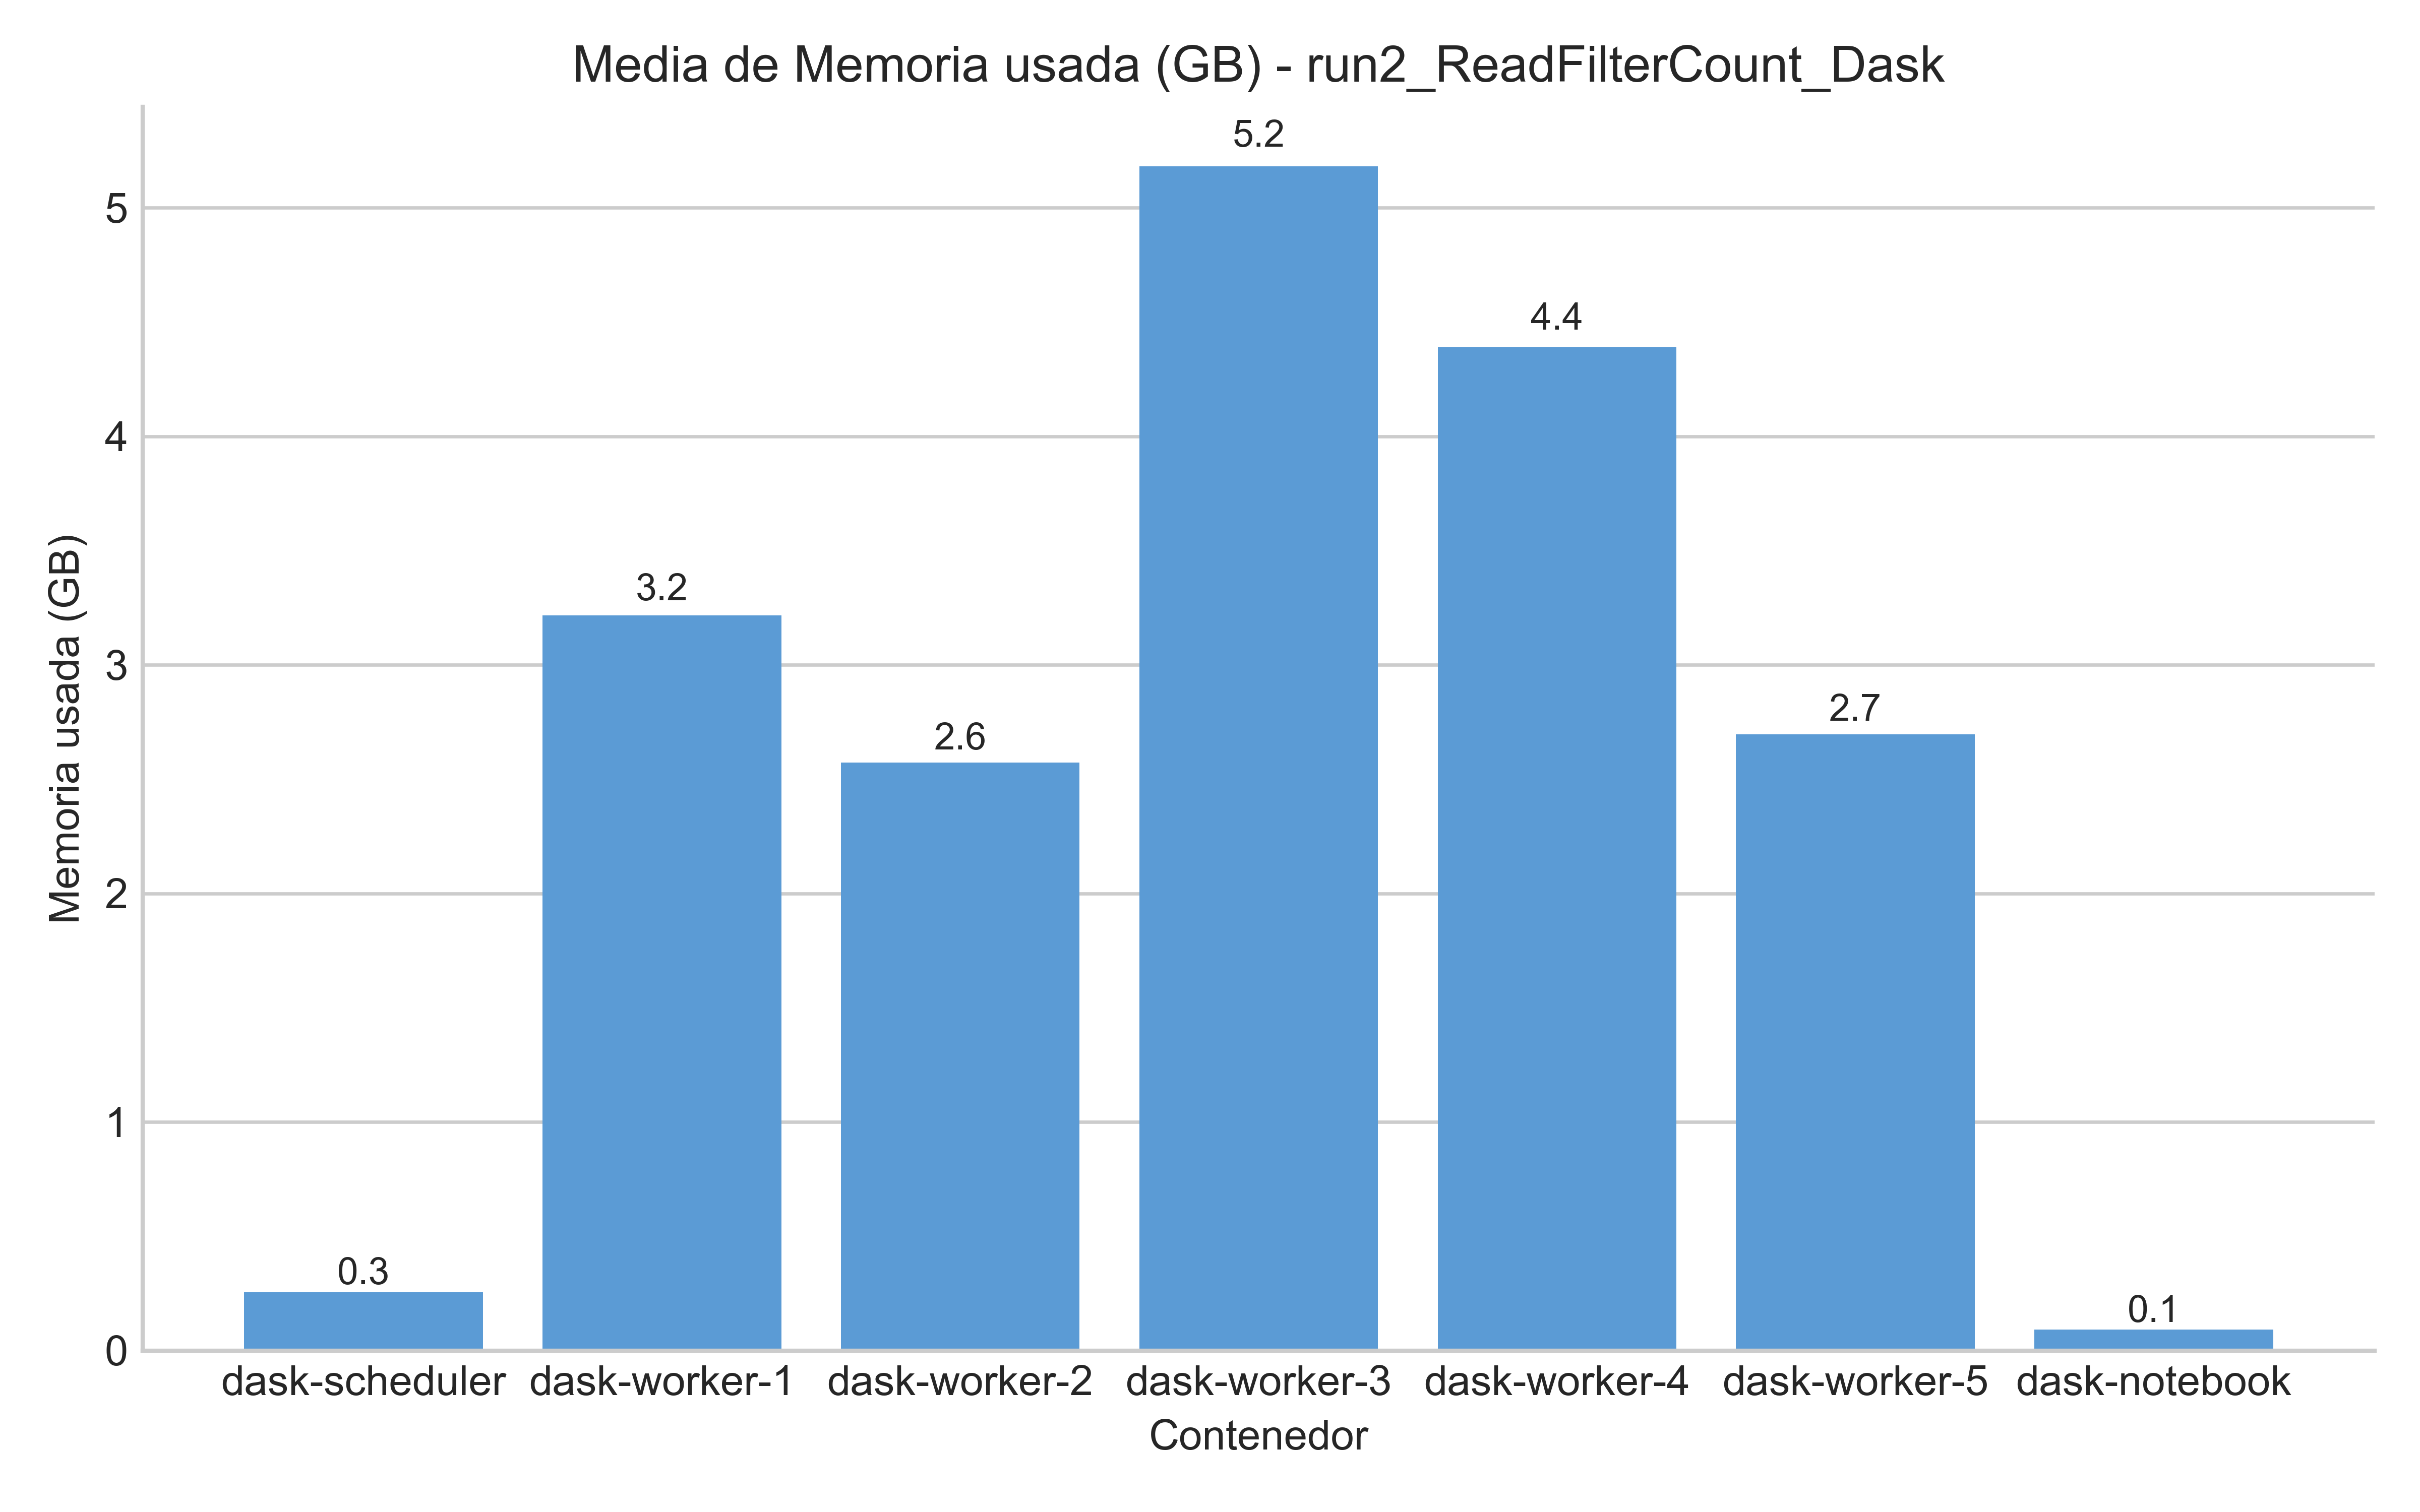 Media de Memoria usada (GB) - run2_ReadFilterCount_Dask
Memoria usada (GB)
5
4
3
2
1
0
0.3
3.2
2.6
5.2
4.4
2.7
0.1
dask-scheduler
dask-worker-1
dask-worker-2
dask-worker-3
dask-worker-4
dask-worker-5
dask-notebook
Contenedor